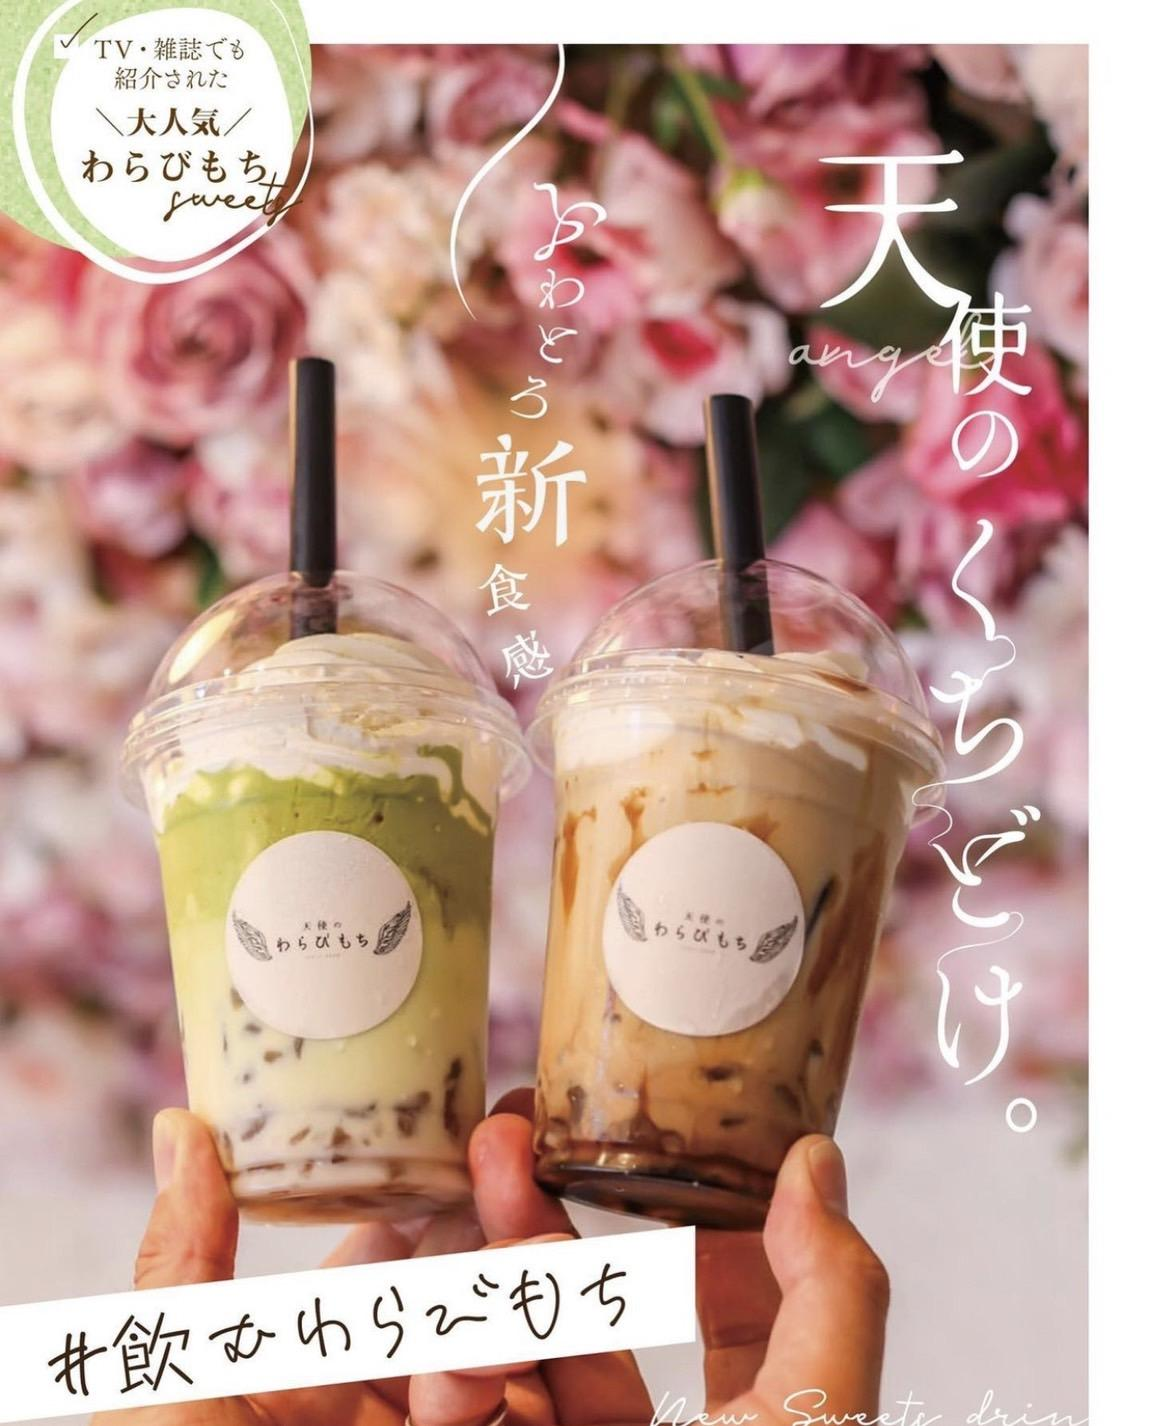 TV・雑誌でも
紹介された
＼大人気／
わらびもち
sweets
天使のくちどけ。
angel
ふわとろ新食感
天使の
わらびもち
天使の
わらびもち
#飲むわらびもち
New Sweets drin